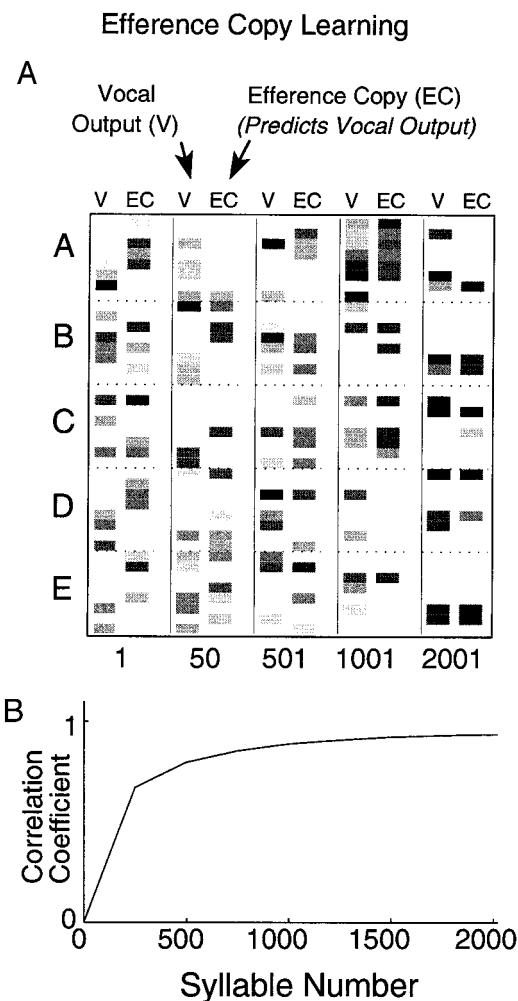 Efference Copy Learning
A
Vocal
Output (V)
Efference Copy (EC)
(Predicts Vocal Output)
V EC V EC V EC V EC V EC
A
B
C
D
E
1 50 501 1001 2001
B
1
Correlation
Coefficient
0
0 500 1000 1500 2000
Syllable Number